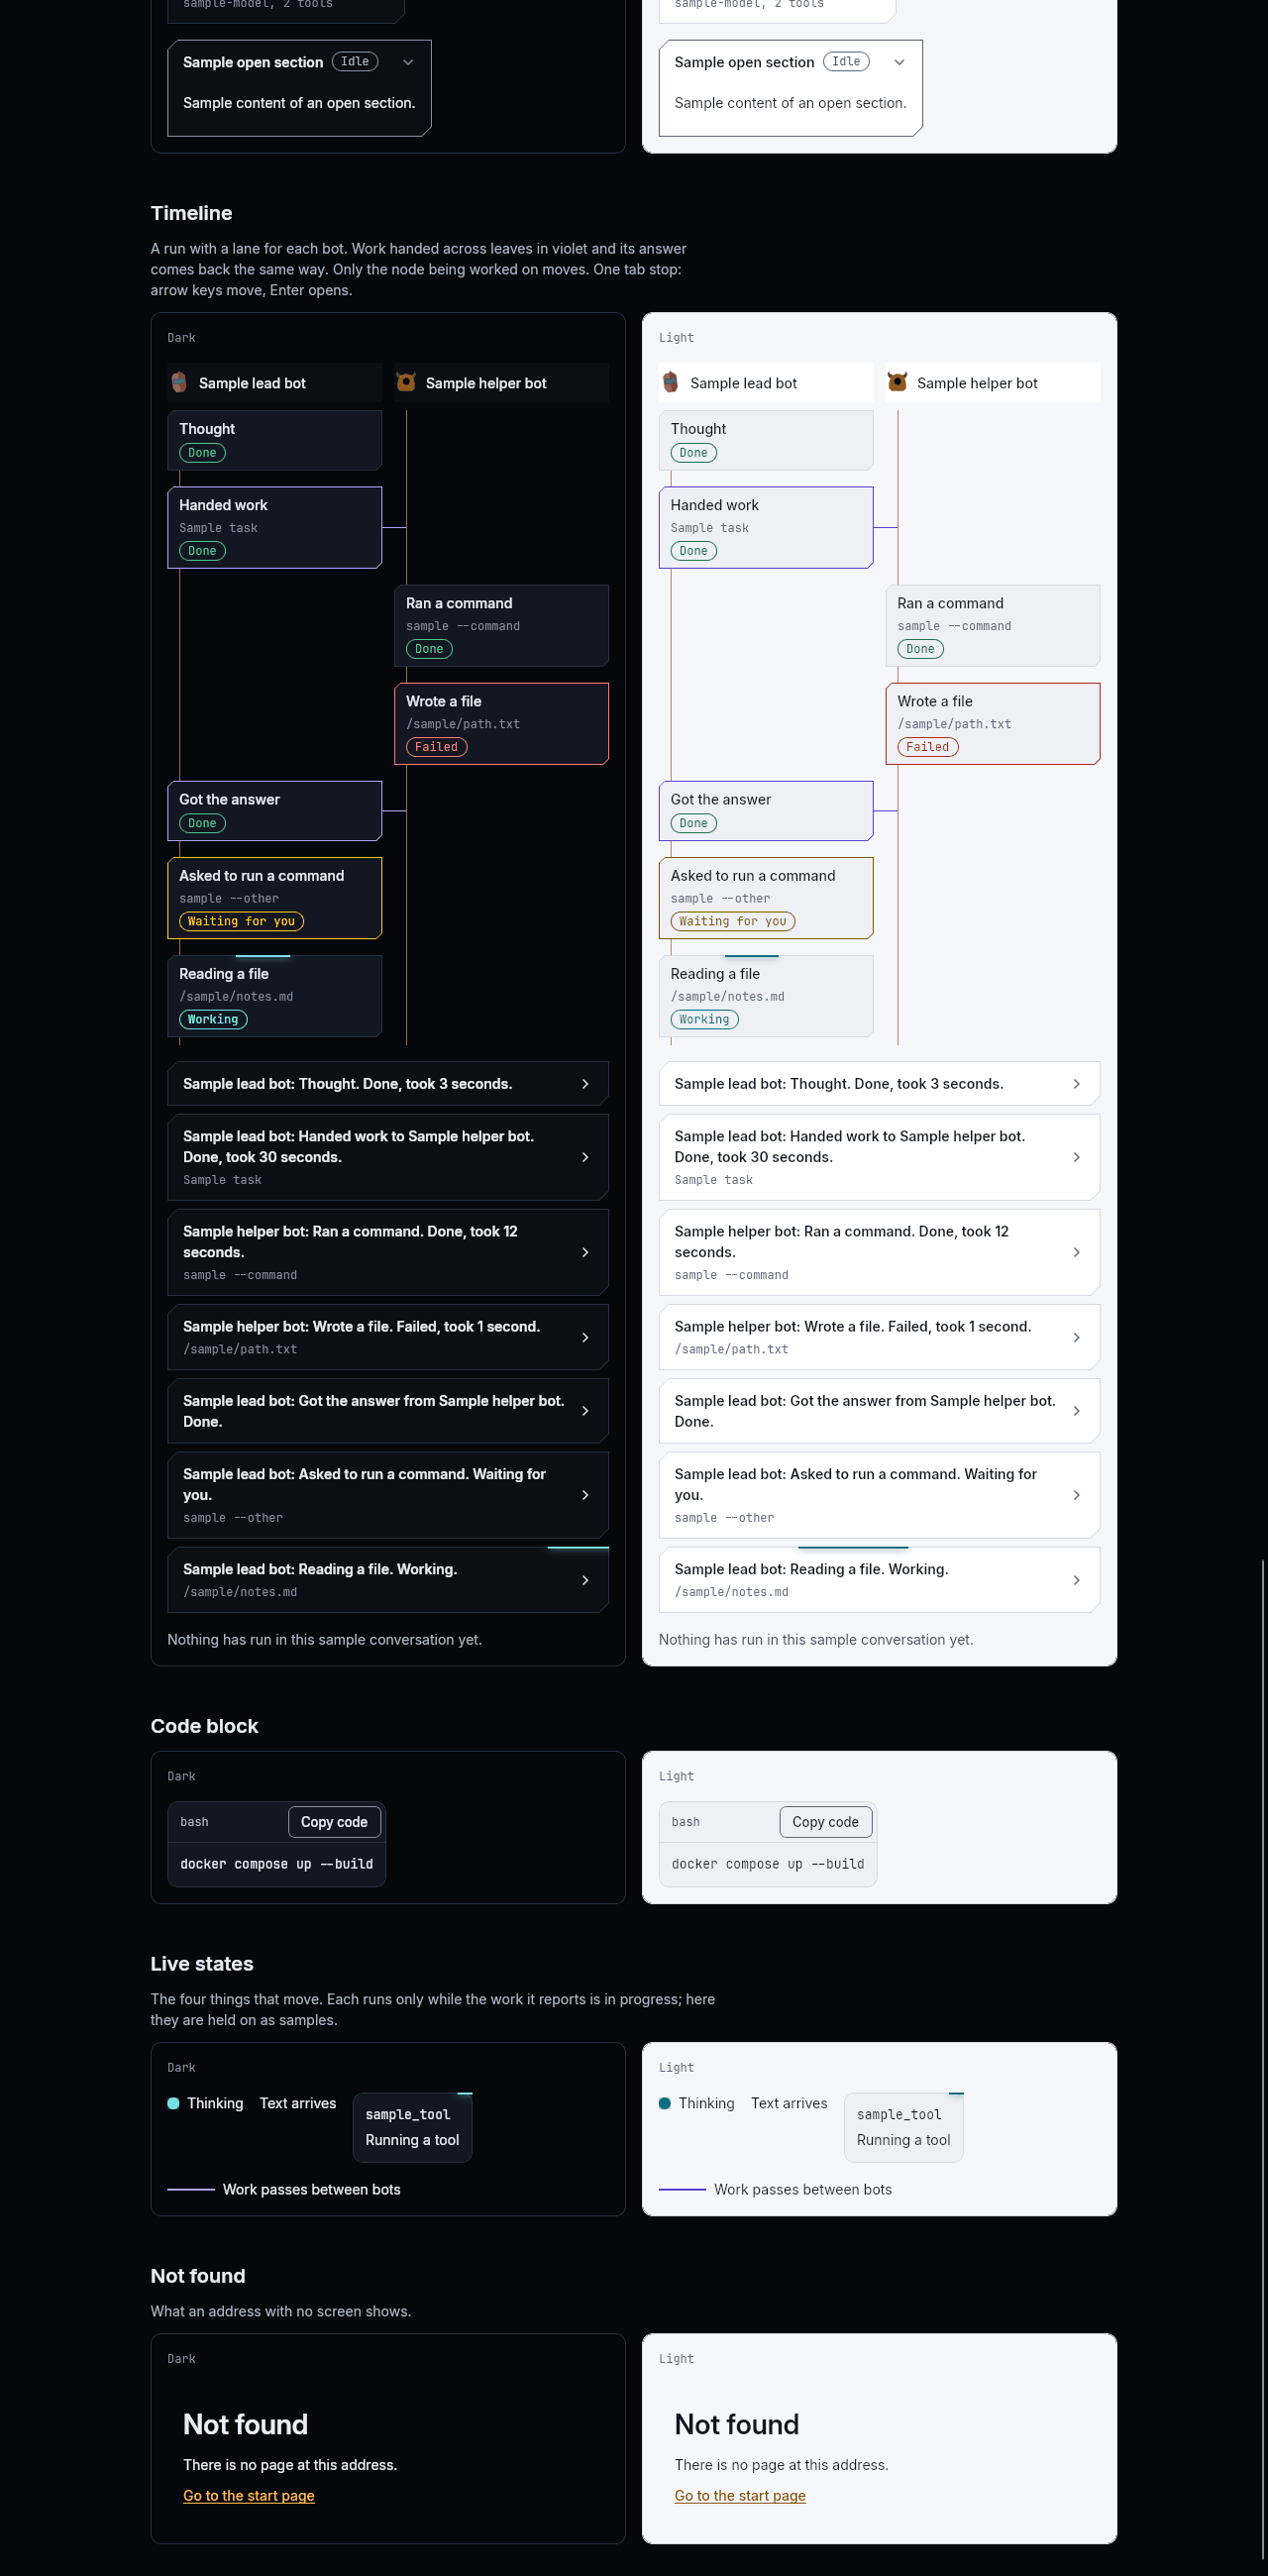 sample-model, 2 tools
sample-model, 2 tools
Sample open section Idle
Sample content of an open section.
Sample open section Idle
Sample content of an open section.
Timeline
A run with a lane for each bot. Work handed across leaves in violet and its answer
comes back the same way. Only the node being worked on moves. One tab stop:
arrow keys move, Enter opens.
Dark
Sample lead bot
Sample helper bot
Thought
Done
Handed work
Sample task
Done
Ran a command
sample --command
Done
Wrote a file
/sample/path.txt
Failed
Got the answer
Done
Asked to run a command
sample --other
Waiting for you
Reading a file
/sample/notes.md
Working
Sample lead bot: Thought. Done, took 3 seconds.
Sample lead bot: Handed work to Sample helper bot.
Done, took 30 seconds.
Sample task
Sample helper bot: Ran a command. Done, took 12
seconds.
sample --command
Sample helper bot: Wrote a file. Failed, took 1 second.
/sample/path.txt
Sample lead bot: Got the answer from Sample helper bot.
Done.
Sample lead bot: Asked to run a command. Waiting for
you.
sample --other
Sample lead bot: Reading a file. Working.
/sample/notes.md
Nothing has run in this sample conversation yet.
Light
Sample lead bot
Sample helper bot
Thought
Done
Handed work
Sample task
Done
Ran a command
sample --command
Done
Wrote a file
/sample/path.txt
Failed
Got the answer
Done
Asked to run a command
sample --other
Waiting for you
Reading a file
/sample/notes.md
Working
Sample lead bot: Thought. Done, took 3 seconds.
Sample lead bot: Handed work to Sample helper bot.
Done, took 30 seconds.
Sample task
Sample helper bot: Ran a command. Done, took 12
seconds.
sample --command
Sample helper bot: Wrote a file. Failed, took 1 second.
/sample/path.txt
Sample lead bot: Got the answer from Sample helper bot.
Done.
Sample lead bot: Asked to run a command. Waiting for
you.
sample --other
Sample lead bot: Reading a file. Working.
/sample/notes.md
Nothing has run in this sample conversation yet.
Code block
Dark
bash
Copy code
docker compose up --build
Light
bash
Copy code
docker compose up --build
Live states
The four things that move. Each runs only while the work it reports is in progress; here
they are held on as samples.
Dark
Thinking
Text arrives
sample_tool
Running a tool
Work passes between bots
Light
Thinking
Text arrives
sample_tool
Running a tool
Work passes between bots
Not found
What an address with no screen shows.
Dark
Not found
There is no page at this address.
Go to the start page
Light
Not found
There is no page at this address.
Go to the start page